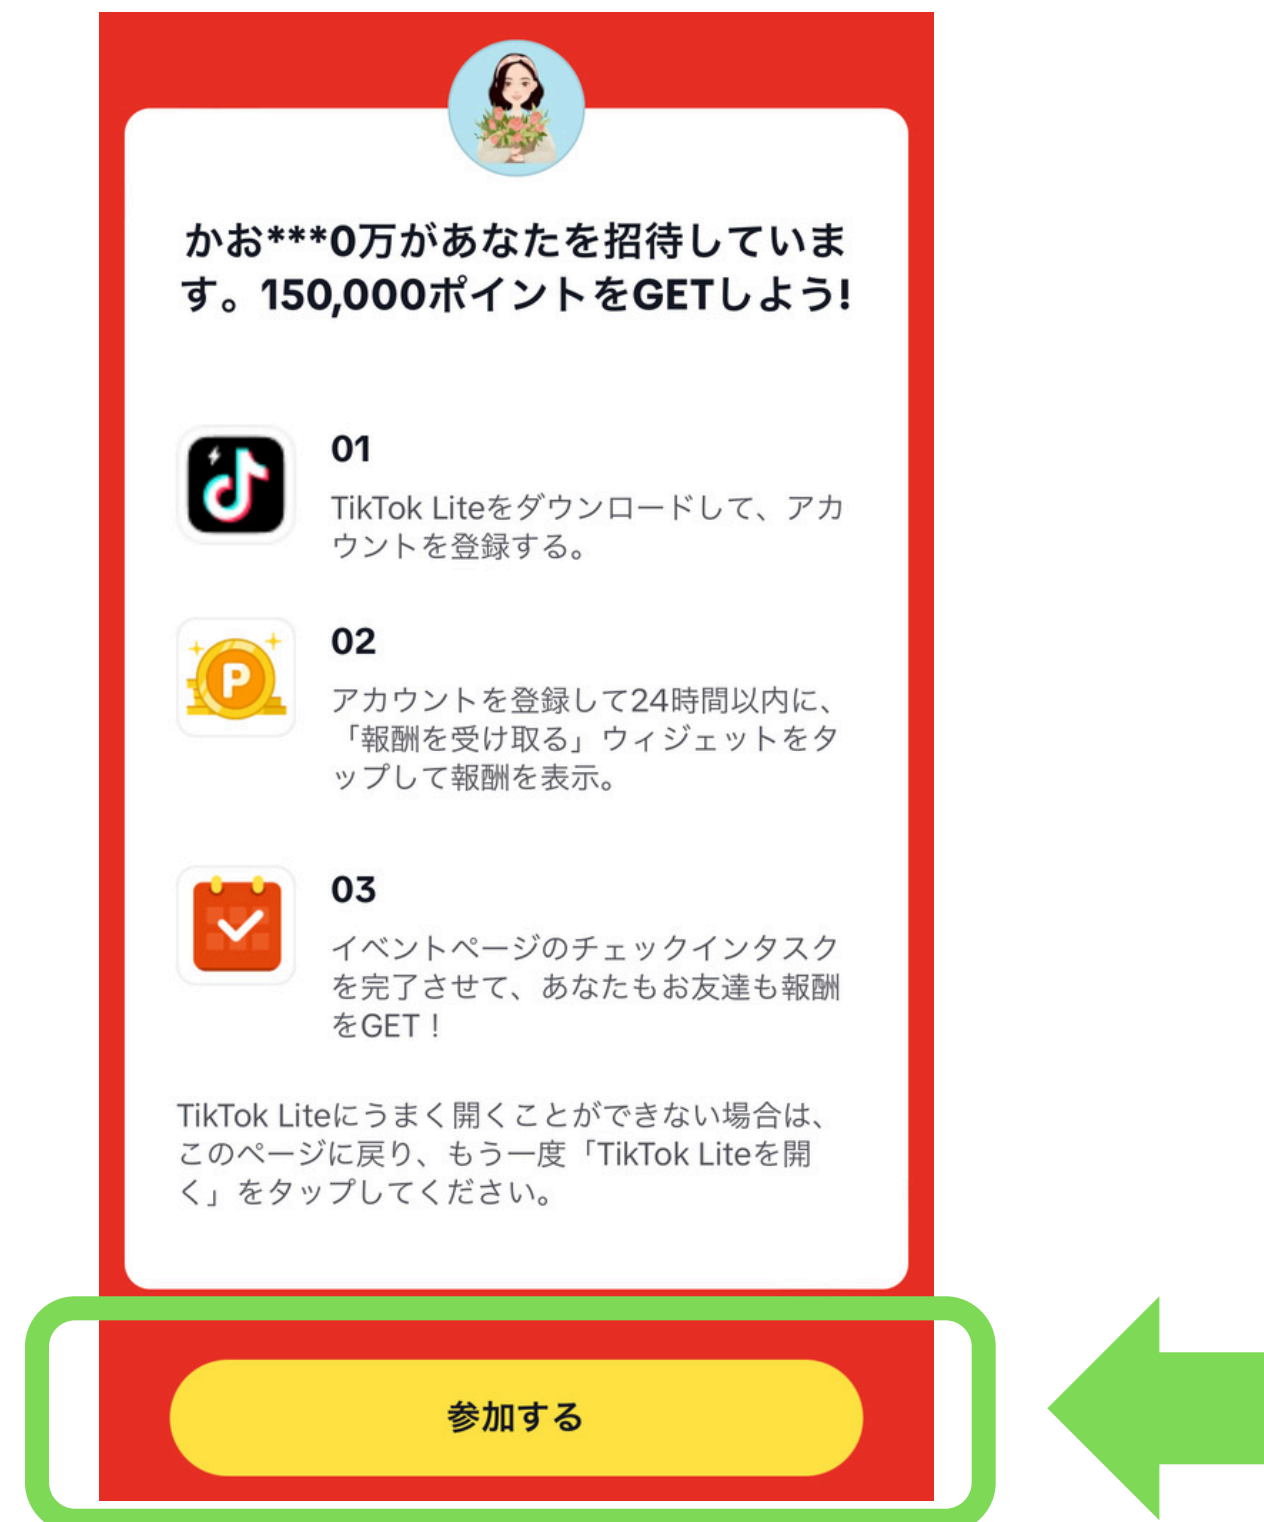 かお***0万があなたを招待していま
す。150,000ポイントをGETしよう!
01
TikTok Liteをダウンロードして、アカ
ウントを登録する。
P
02
アカウントを登録して24時間以内に、
「報酬を受け取る」ウィジェットをタ
ップして報酬を表示。
03
イベントページのチェックインタスク
を完了させて、あなたもお友達も報酬
をGET！
TikTok Liteにうまく開くことができない場合は、
このページに戻り、もう一度「TikTok Liteを開
く」をタップしてください。
参加する